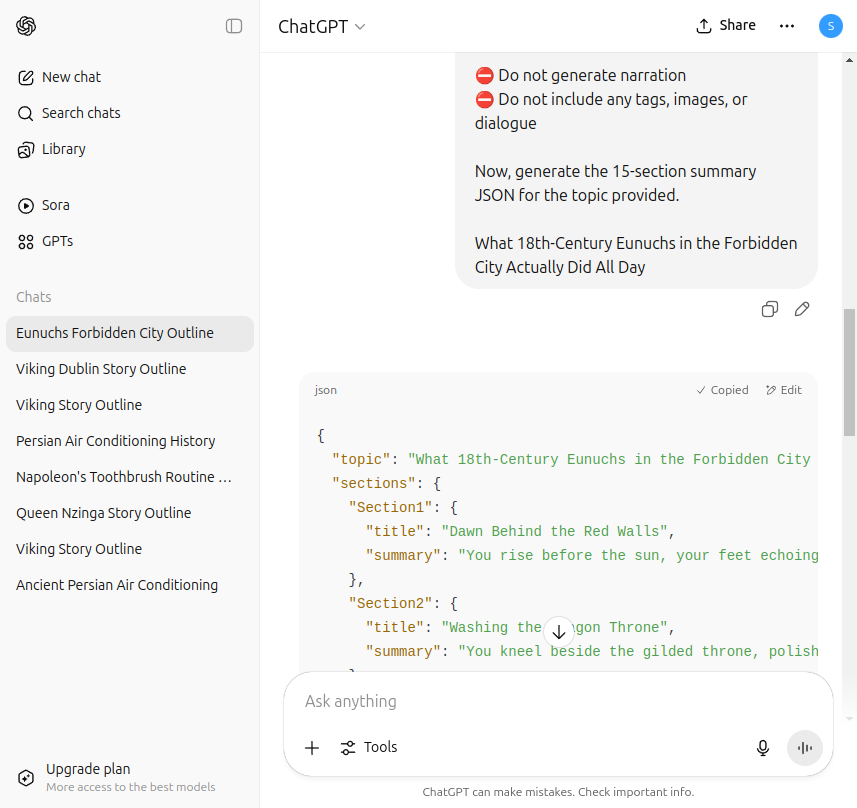 ChatGPT
Share
S
New chat
Search chats
Library
Sora
GPTs
Chats
Eunuchs Forbidden City Outline
Viking Dublin Story Outline
Viking Story Outline
Persian Air Conditioning History
Napoleon's Toothbrush Routine ...
Queen Nzinga Story Outline
Viking Story Outline
Ancient Persian Air Conditioning
Upgrade plan
More access to the best models
⛔ Do not generate narration
⛔ Do not include any tags, images, or
dialogue
Now, generate the 15-section summary
JSON for the topic provided.
What 18th-Century Eunuchs in the Forbidden
City Actually Did All Day
json
Copied
Edit
{
"topic": "What 18th-Century Eunuchs in the Forbidden City
"sections": {
"Section1": {
"title": "Dawn Behind the Red Walls",
"summary": "You rise before the sun, your feet echoing
},
"Section2": {
"title": "Washing the gon Throne",
"summary": "You kneel beside the gilded throne, polish
Ask anything
Tools
ChatGPT can make mistakes. Check important info.